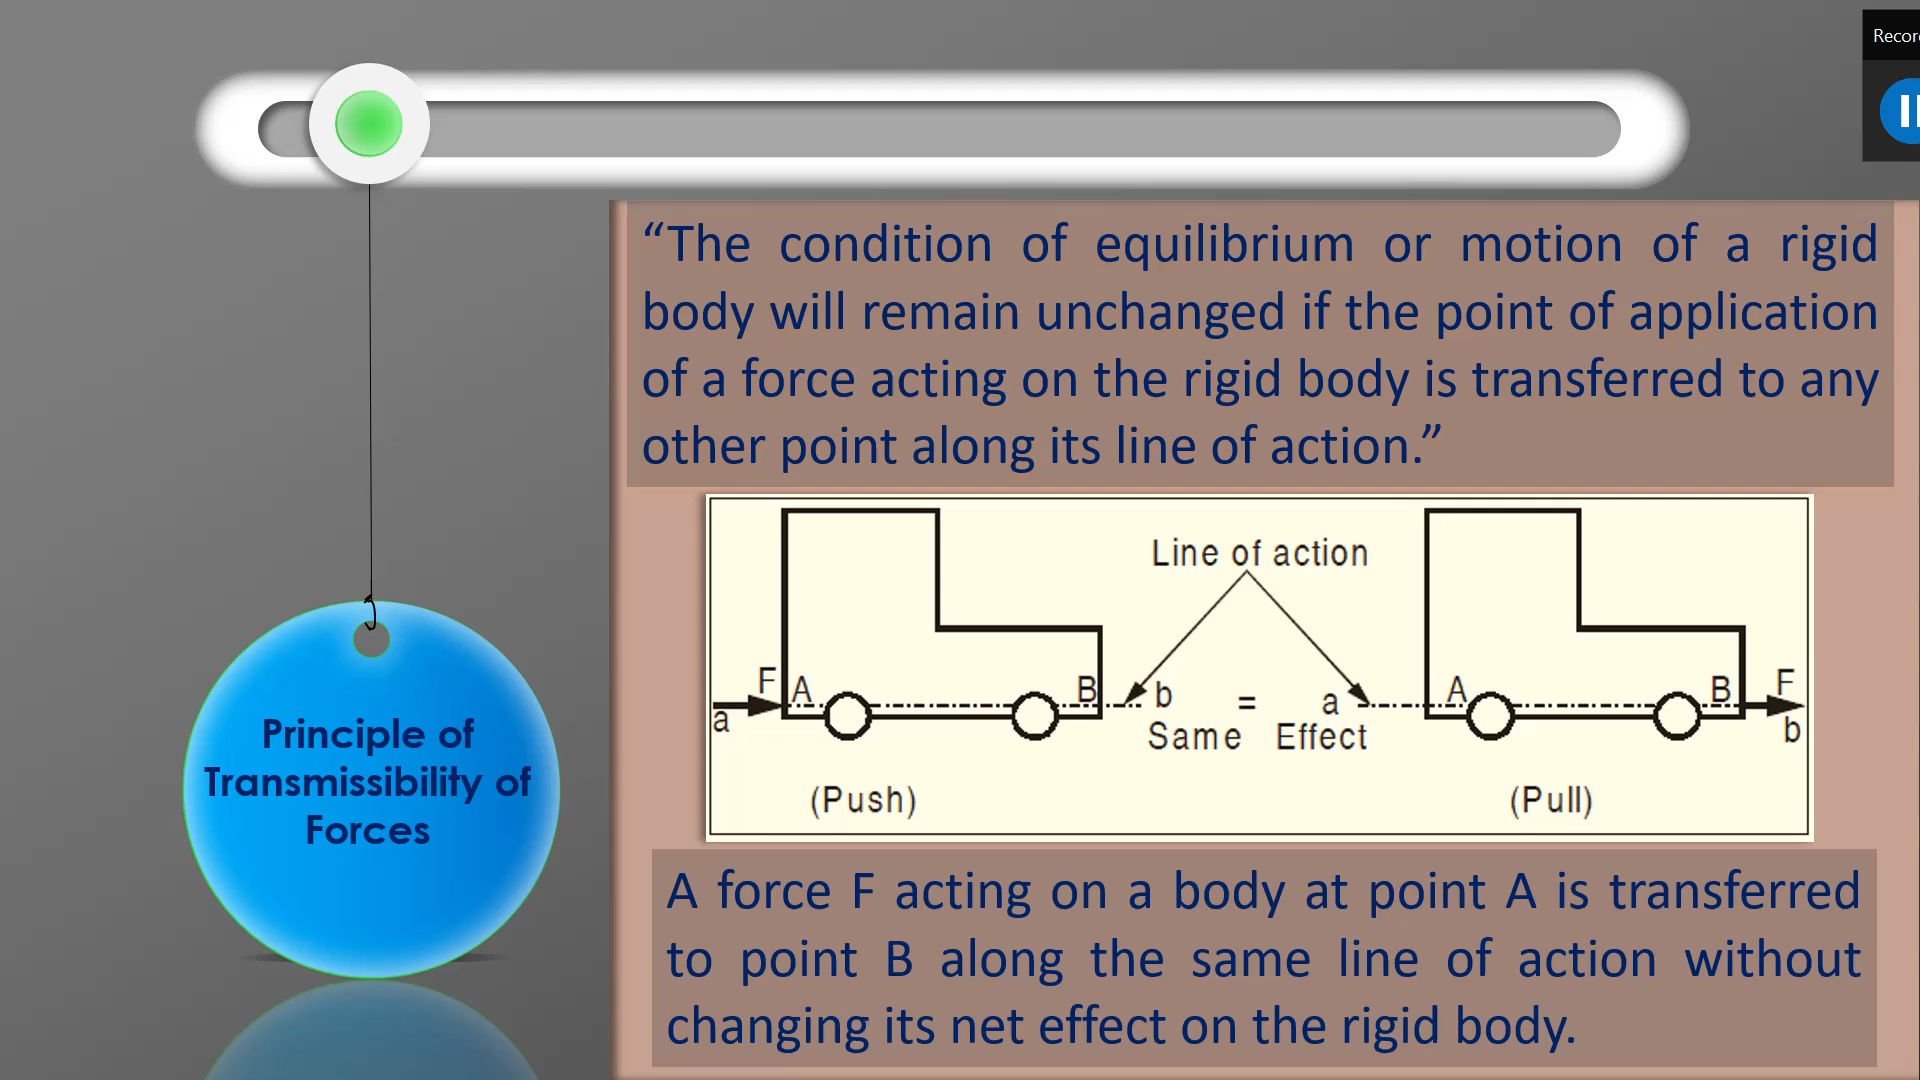 Recor
“The condition of equilibrium or motion of a rigid
body will remain unchanged if the point of application
of a force acting on the rigid body is transferred to any
other point along its line of action.”
Line of action
F A B b = a A B F
a Same Effect b
(Push) (Pull)
Principle of
Transmissibility of
Forces
A force F acting on a body at point A is transferred
to point B along the same line of action without
changing its net effect on the rigid body.